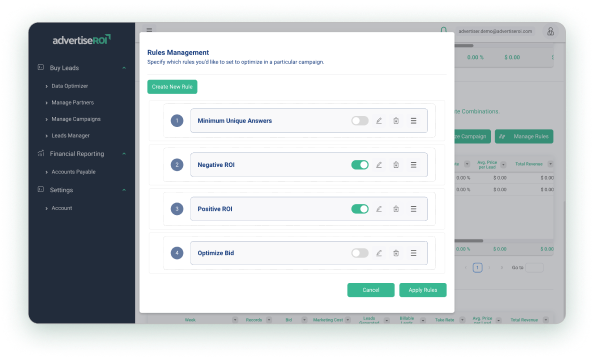 advertiseROI
advertiser.demo@advertiseroi.com
Buy Leads
Data Optimizer
Manage Partners
Manage Campaigns
Leads Manager
Financial Reporting
Accounts Payable
Settings
Account
Rules Management
Specify which rules you'd like to set to optimize in a particular campaign.
Create New Rule
1 Minimum Unique Answers
2 Negative ROI
3 Positive ROI
4 Optimize Bid
Cancel Apply Rules
0.00 % $ 0.00
Combinations
Campaign Manage Rules
Avg. Price per Lead Total Revenue
0.00 % $ 0.00 $ 0.00
0.00 % $ 0.00 $ 0.00
0.00 % $ 0.00 $ 0.00
1 Go to
Week Records Bid Marketing Cost Leads Billable Leads Take Rate Avg. Price per Lead Total Revenue